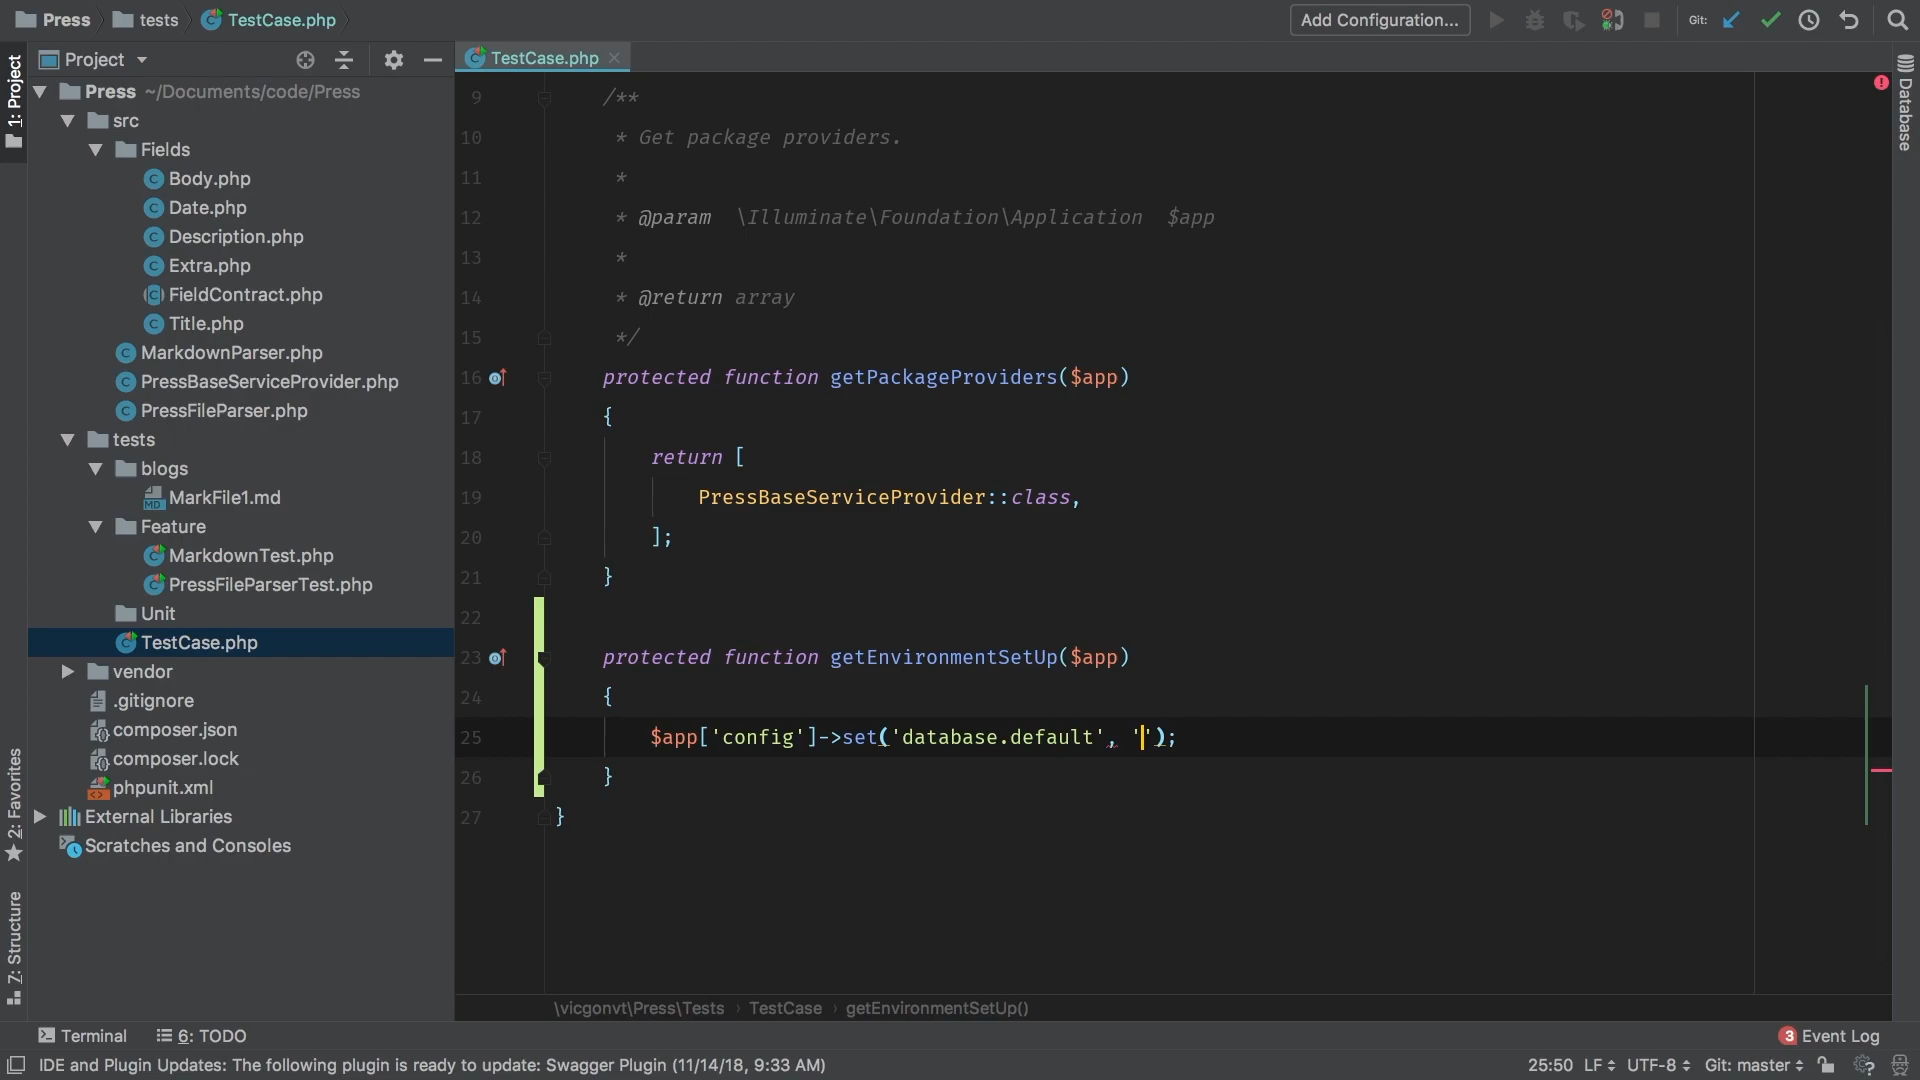 Press tests TestCase.php
Add Configuration... Git:
Project
1: Project
2: Favorites
Z: Structure
Database
Press ~/Documents/code/Press
src
Fields
Body.php
Date.php
Description.php
Extra.php
FieldContract.php
Title.php
MarkdownParser.php
PressBaseServiceProvider.php
PressFileParser.php
tests
blogs
MarkFile1.md
Feature
MarkdownTest.php
PressFileParserTest.php
Unit
TestCase.php
vendor
.gitignore
composer.json
composer.lock
phpunit.xml
External Libraries
Scratches and Consoles
TestCase.php
9 /**
10 * Get package providers.
11 *
12 * @param \Illuminate\Foundation\Application $app
13 *
14 * @return array
15 */
16 protected function getPackageProviders($app)
17 {
18 return [
19 PressBaseServiceProvider::class,
20 ];
21 }
22
23 protected function getEnvironmentSetUp($app)
24 {
25 $app['config']->set('database.default', '');
26 }
27 }
\vicgonvt\Press\Tests › TestCase › getEnvironmentSetUp()
Terminal 6: TODO 3 Event Log
IDE and Plugin Updates: The following plugin is ready to update: Swagger Plugin (11/14/18, 9:33 AM) 25:50 LF UTF-8 Git: master